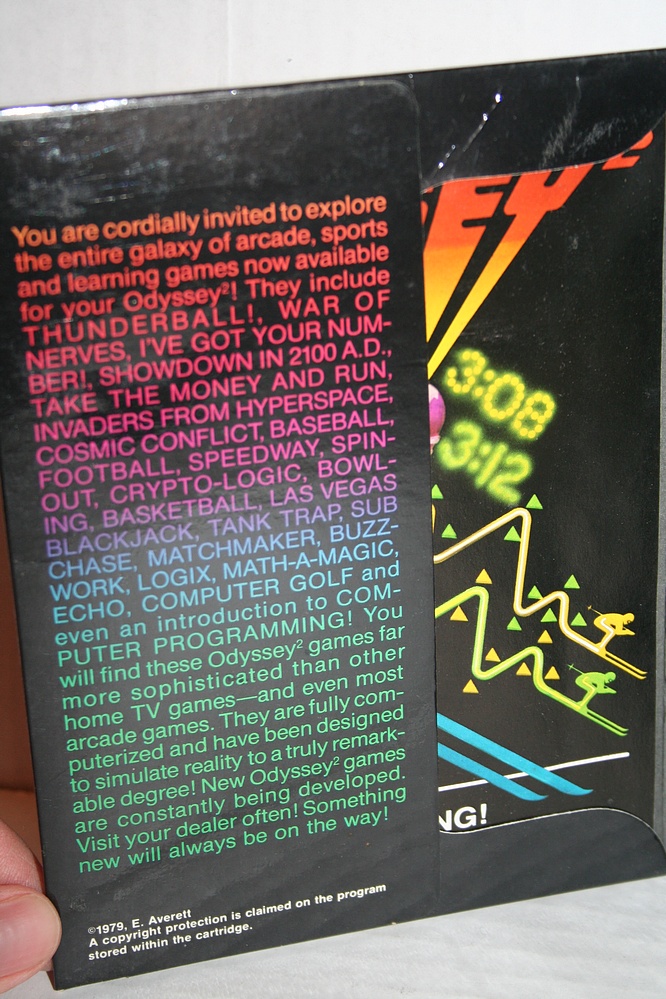 You are cordially invited to explore
the entire galaxy of arcade, sports
and learning games now available
for your Odyssey²! They include
THUNDERBALL!, WAR OF
NERVES, I'VE GOT YOUR NUM-
BER!, SHOWDOWN IN 2100 A.D.,
TAKE THE MONEY AND RUN,
INVADERS FROM HYPERSPACE,
COSMIC CONFLICT, BASEBALL,
FOOTBALL, SPEEDWAY, SPIN-
OUT, CRYPTO-LOGIC, BOWL-
ING, BASKETBALL, LAS VEGAS
BLACKJACK, TANK TRAP, SUB
CHASE, MATCHMAKER, BUZZ-
WORK, LOGIX, MATH-A-MAGIC,
ECHO, COMPUTER GOLF and
even an introduction to COM-
PUTER PROGRAMMING! You
will find these Odyssey² games far
more sophisticated than other
home TV games—and even most
arcade games. They are fully com-
puterized and have been designed
to simulate reality to a truly remark-
able degree! New Odyssey² games
are constantly being developed.
Visit your dealer often! Something
new will always be on the way!
©1979, E. Averett
A copyright protection is claimed on the program
stored within the cartridge.
EY²
3:08
3:12
NG!